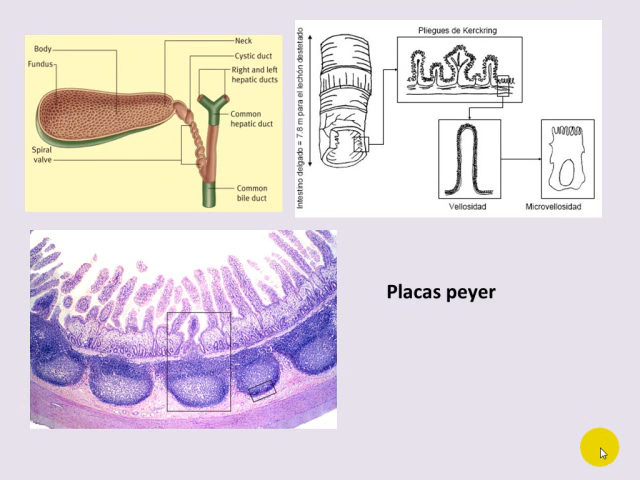 Neck
Body
Cystic duct
Fundus
Right and left
hepatic ducts
Common
hepatic duct
Spiral
valve
Common
bile duct
Intestino delgado = 7.8 m para el lechón destetado
Pliegues de Kerckring
Vellosidad
Microvellosidad
Placas peyer